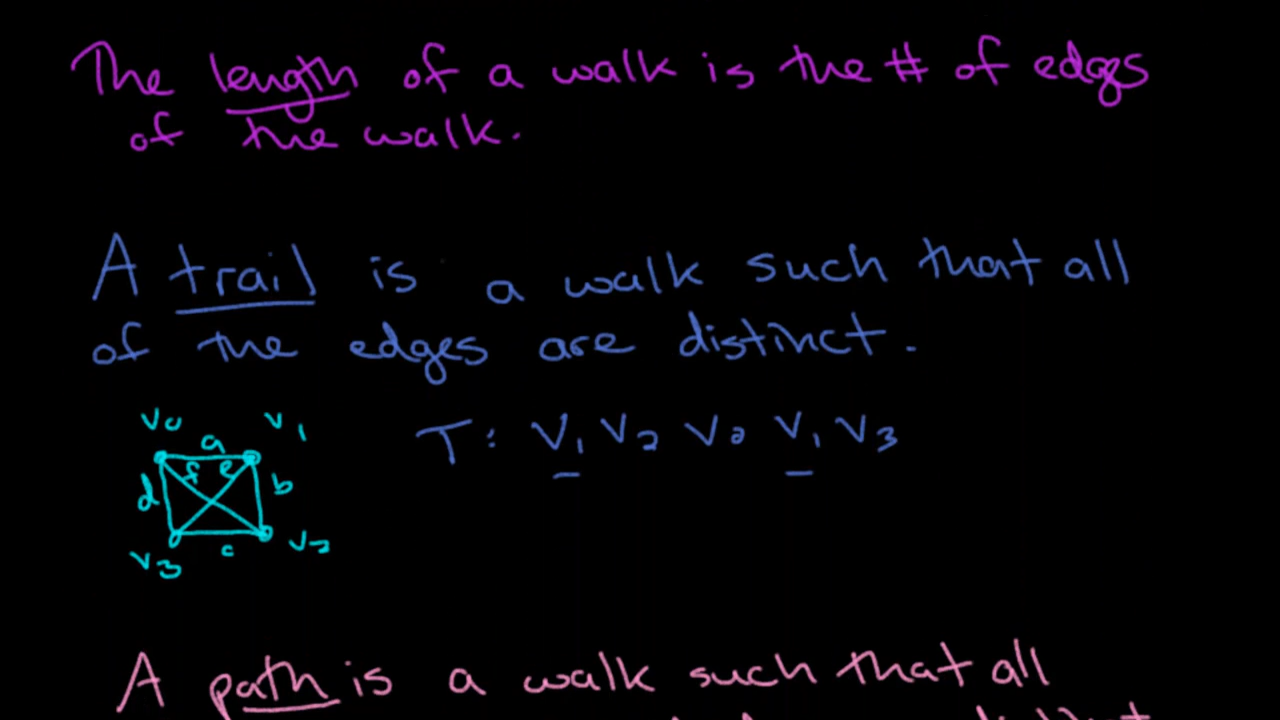 The length of a walk is the # of edges
of the walk.
A trail is a walk such that all
of the edges are distinct.
T: V₁ V₂ V₀ V₁ V₃
V₀ V₁
a
f e
d b
c
V₃ V₂
A path is a walk such that all